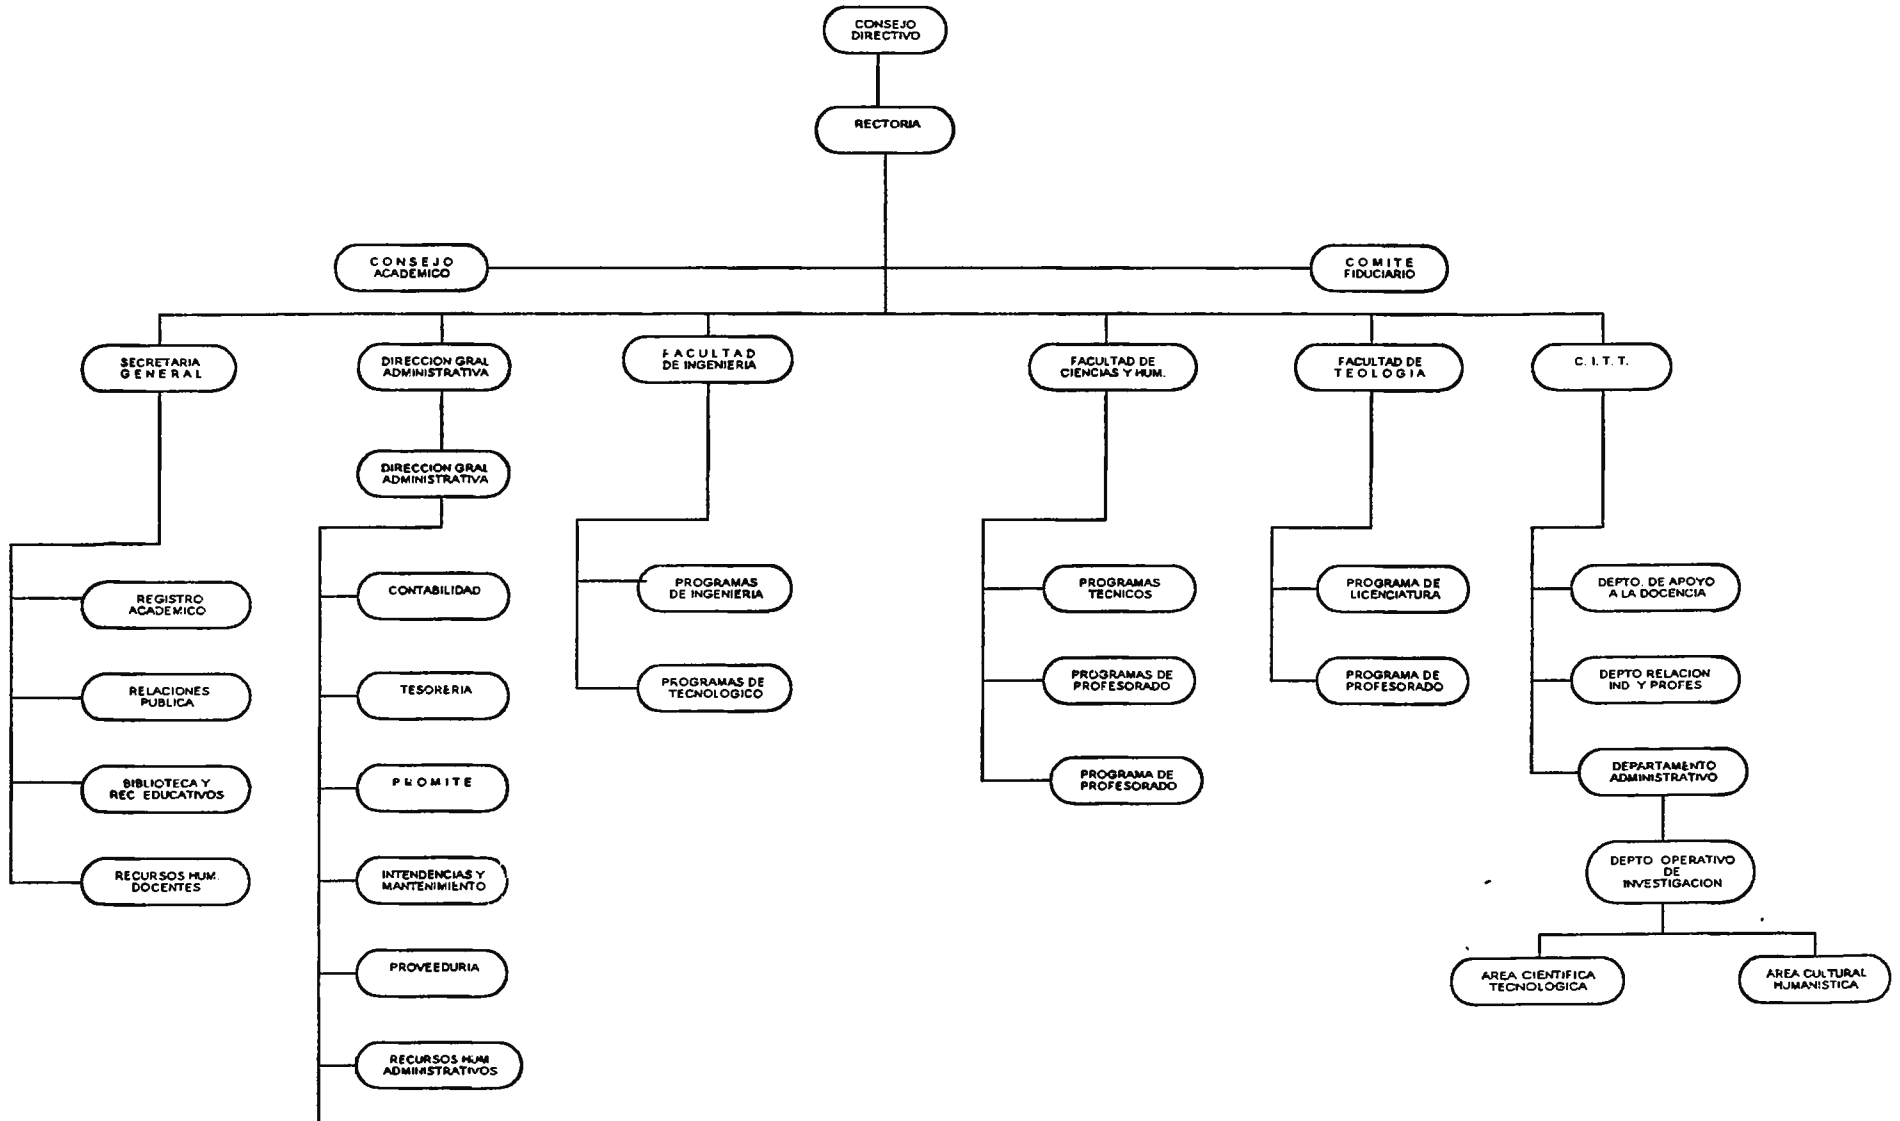 CONSEJO
DIRECTIVO
RECTORIA
CONSEJO
ACADEMICO
COMITE
FIDUCIARIO
SECRETARIA
GENERAL
DIRECCION GRAL
ADMINISTRATIVA
FACULTAD
DE INGENIERIA
FACULTAD DE
CIENCIAS Y HUM.
FACULTAD DE
TEOLOGIA
C. I. T. T.
DIRECCION GRAL
ADMINISTRATIVA
REGISTRO
ACADEMICO
RELACIONES
PUBLICA
BIBLIOTECA Y
REC EDUCATIVOS
RECURSOS HUM.
DOCENTES
CONTABILIDAD
TESORERIA
PROMITE
INTENDENCIAS Y
MANTENIMIENTO
PROVEEDURIA
RECURSOS HUM
ADMINISTRATIVOS
PROGRAMAS
DE INGENIERIA
PROGRAMAS DE
TECNOLOGICO
PROGRAMAS
TECNICOS
PROGRAMAS DE
PROFESORADO
PROGRAMA DE
PROFESORADO
PROGRAMA DE
LICENCIATURA
PROGRAMA DE
PROFESORADO
DEPTO. DE APOYO
A LA DOCENCIA
DEPTO RELACION
IND Y PROFES
DEPARTAMENTO
ADMINISTRATIVO
DEPTO OPERATIVO
DE
INVESTIGACION
AREA CIENTIFICA
TECNOLOGICA
AREA CULTURAL
HUMANISTICA